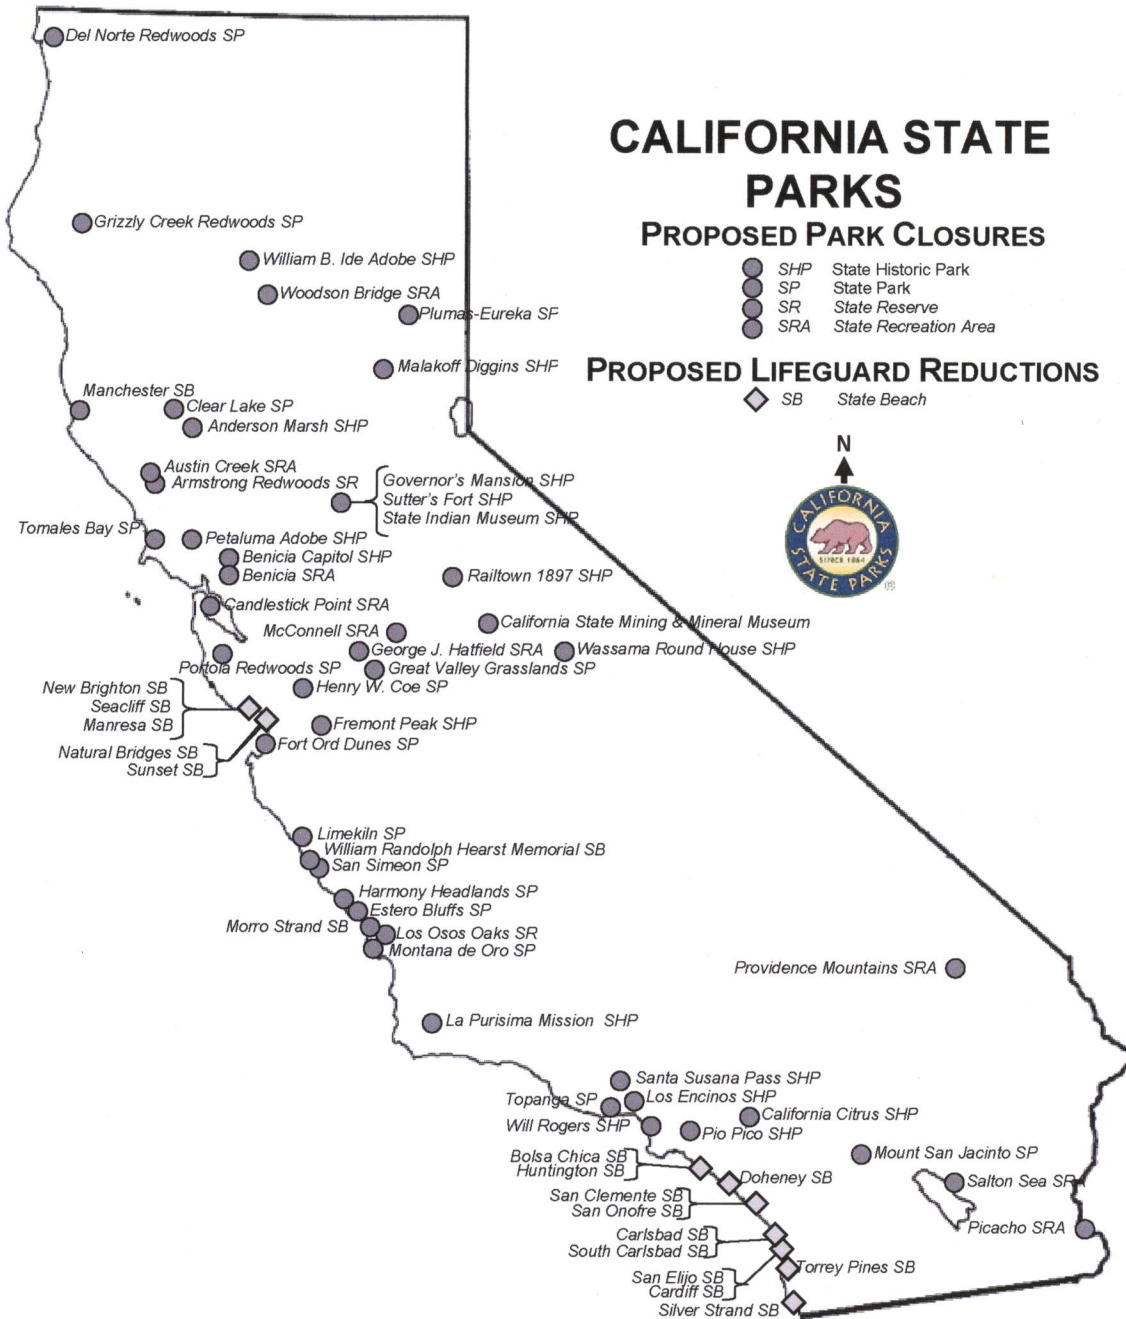 Del Norte Redwoods SP
CALIFORNIA STATE
PARKS
PROPOSED PARK CLOSURES
SHP State Historic Park
SP State Park
SR State Reserve
SRA State Recreation Area
PROPOSED LIFEGUARD REDUCTIONS
SB State Beach
N
CALIFORNIA
SINCE 1864
STATE PARKS
®
Grizzly Creek Redwoods SP
William B. Ide Adobe SHP
Woodson Bridge SRA
Plumas-Eureka SP
Malakoff Diggins SHP
Manchester SB
Clear Lake SP
Anderson Marsh SHP
Austin Creek SRA
Armstrong Redwoods SR
Governor's Mansion SHP
Sutter's Fort SHP
State Indian Museum SHP
Tomales Bay SP
Petaluma Adobe SHP
Benicia Capitol SHP
Benicia SRA
Railtown 1897 SHP
Candlestick Point SRA
California State Mining & Mineral Museum
McConnell SRA
George J. Hatfield SRA
Wassama Round House SHP
Portola Redwoods SP
Great Valley Grasslands SP
Henry W. Coe SP
New Brighton SB
Seacliff SB
Manresa SB
Fremont Peak SHP
Fort Ord Dunes SP
Natural Bridges SB
Sunset SB
Limekiln SP
William Randolph Hearst Memorial SB
San Simeon SP
Harmony Headlands SP
Estero Bluffs SP
Morro Strand SB
Los Osos Oaks SR
Montana de Oro SP
Providence Mountains SRA
La Purisima Mission SHP
Santa Susana Pass SHP
Topanga SP
Los Encinos SHP
Will Rogers SHP
California Citrus SHP
Pio Pico SHP
Bolsa Chica SB
Huntington SB
Mount San Jacinto SP
Doheney SB
Salton Sea SRA
San Clemente SB
San Onofre SB
Picacho SRA
Carlsbad SB
South Carlsbad SB
Torrey Pines SB
San Elijo SB
Cardiff SB
Silver Strand SB